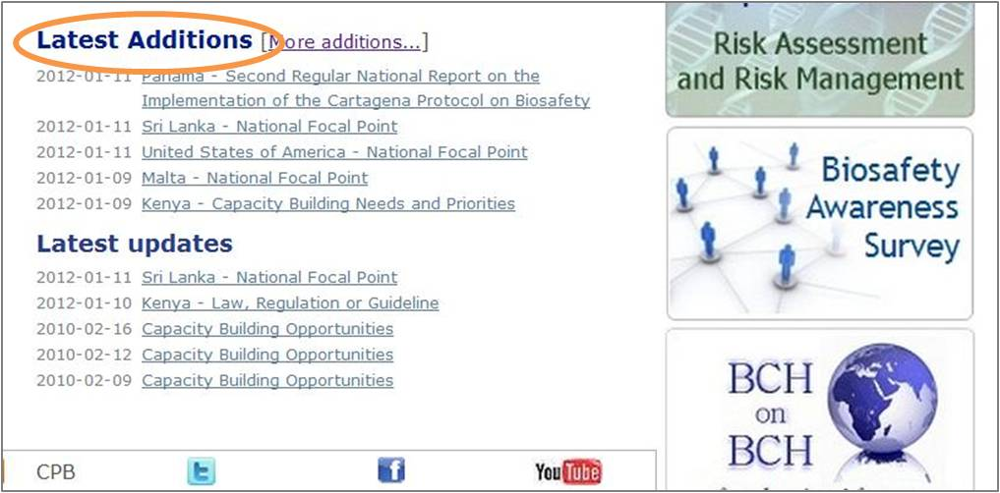 Latest Additions [More additions...]
2012-01-11 Panama - Second Regular National Report on the
Implementation of the Cartagena Protocol on Biosafety
2012-01-11 Sri Lanka - National Focal Point
2012-01-11 United States of America - National Focal Point
2012-01-09 Malta - National Focal Point
2012-01-09 Kenya - Capacity Building Needs and Priorities
Latest updates
2012-01-11 Sri Lanka - National Focal Point
2012-01-10 Kenya - Law, Regulation or Guideline
2010-02-16 Capacity Building Opportunities
2010-02-12 Capacity Building Opportunities
2010-02-09 Capacity Building Opportunities
CPB
YouTube
Risk Assessment
and Risk Management
Biosafety
Awareness
Survey
BCH
on
BCH